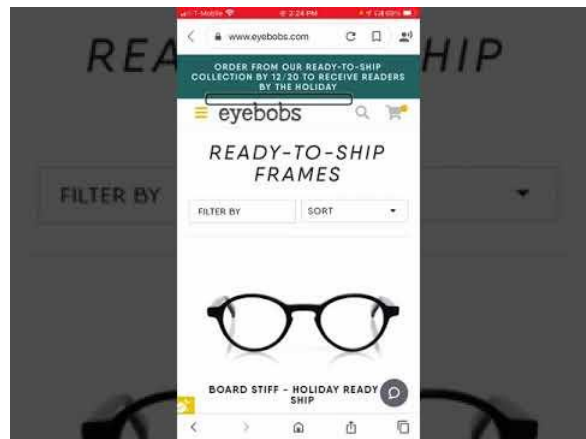 T-Mobile 2:24 PM 69%
www.eyebobs.com
ORDER FROM OUR READY-TO-SHIP
COLLECTION BY 12/20 TO RECEIVE READERS
BY THE HOLIDAY
eyebobs
READY-TO-SHIP
FRAMES
FILTER BY SORT
BOARD STIFF - HOLIDAY READY
SHIP
REA HIP
FILTER BY